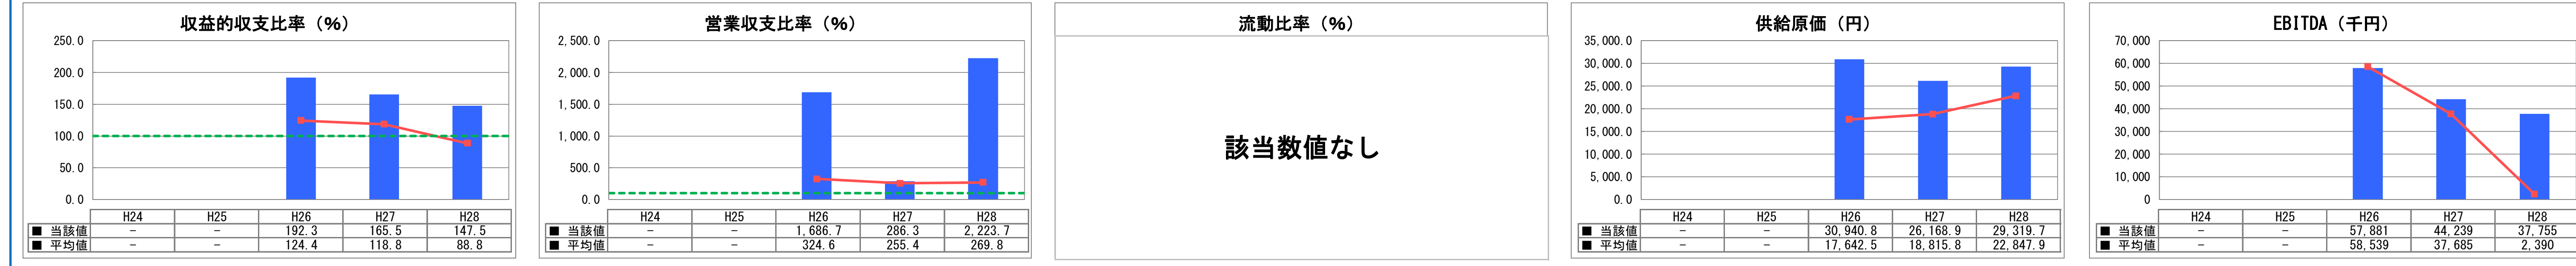 収益的収支比率（％）
250.0
200.0
150.0
100.0
50.0
0.0
H24 H25 H26 H27 H28
■ 当該値 － － 192.3 165.5 147.5
■ 平均値 － － 124.4 118.8 88.8
営業収支比率（％）
2,500.0
2,000.0
1,500.0
1,000.0
500.0
0.0
H24 H25 H26 H27 H28
■ 当該値 － － 1,686.7 286.3 2,223.7
■ 平均値 － － 324.6 255.4 269.8
流動比率（％）
該当数値なし
供給原価（円）
35,000.0
30,000.0
25,000.0
20,000.0
15,000.0
10,000.0
5,000.0
0.0
H24 H25 H26 H27 H28
■ 当該値 － － 30,940.8 26,168.9 29,319.7
■ 平均値 － － 17,642.5 18,815.8 22,847.9
EBITDA（千円）
70,000
60,000
50,000
40,000
30,000
20,000
10,000
0
H24 H25 H26 H27 H28
■ 当該値 － － 57,881 44,239 37,755
■ 平均値 － － 58,539 37,685 2,390